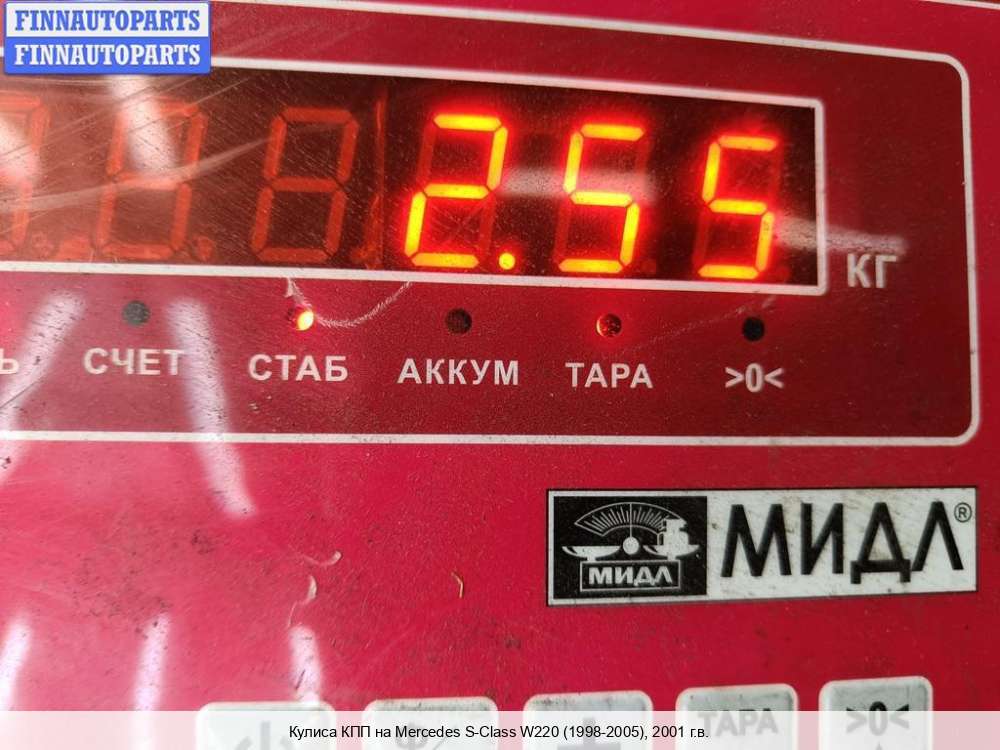 FINNAUTOPARTS
FINNAUTOPARTS
2.55
КГ
Ь СЧЕТ СТАБ АККУМ ТАРА >0<
МИДЛ МИДЛ®
ТАРА >0<
Кулиса КПП на Mercedes S-Class W220 (1998-2005), 2001 г.в.